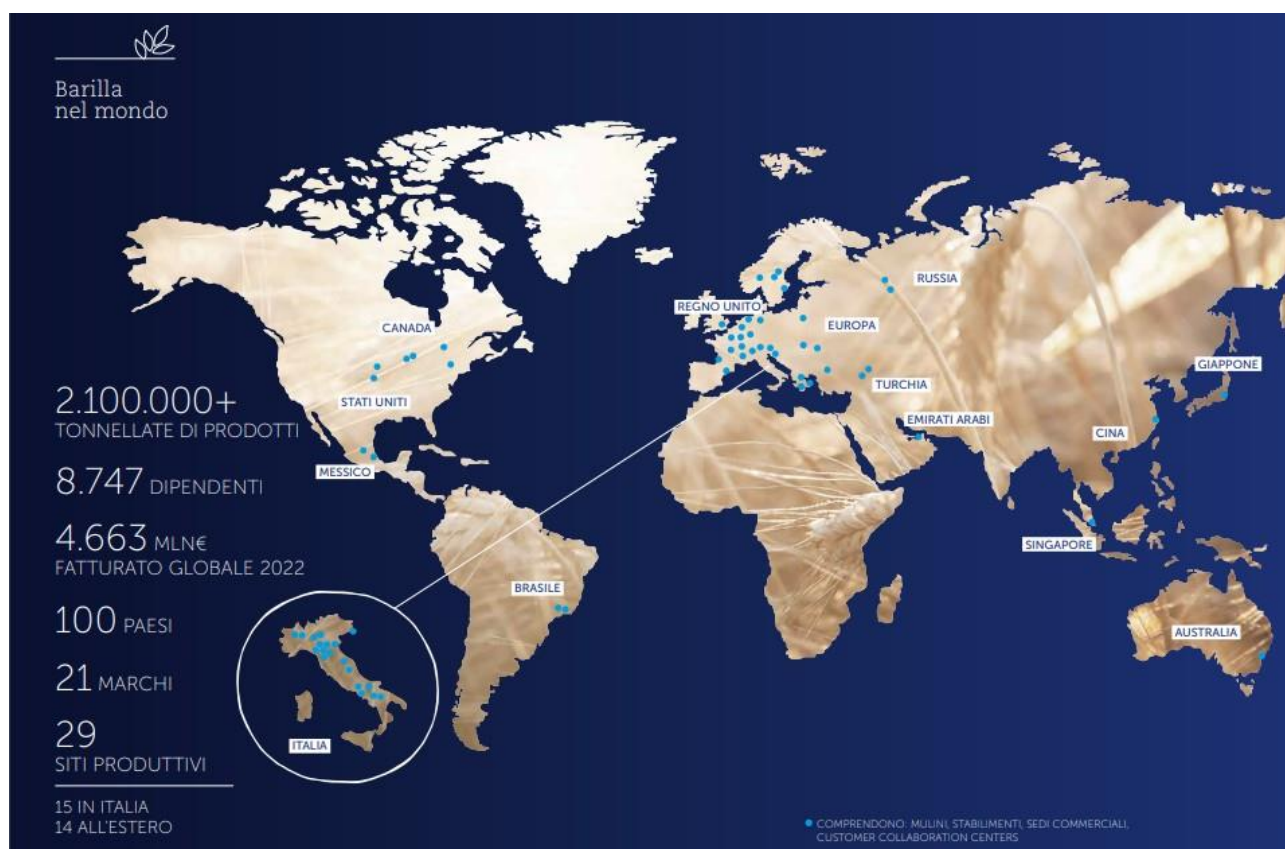 Barilla
nel mondo
2.100.000+
TONNELLATE DI PRODOTTI
8.747 DIPENDENTI
4.663 MLN€
FATTURATO GLOBALE 2022
100 PAESI
21 MARCHI
29
SITI PRODUTTIVI
15 IN ITALIA
14 ALL'ESTERO
CANADA
STATI UNITI
MESSICO
BRASILE
ITALIA
REGNO UNITO
EUROPA
RUSSIA
TURCHIA
EMIRATI ARABI
CINA
GIAPPONE
SINGAPORE
AUSTRALIA
COMPRENDONO: MULINI, STABILIMENTI, SEDI COMMERCIALI,
CUSTOMER COLLABORATION CENTERS